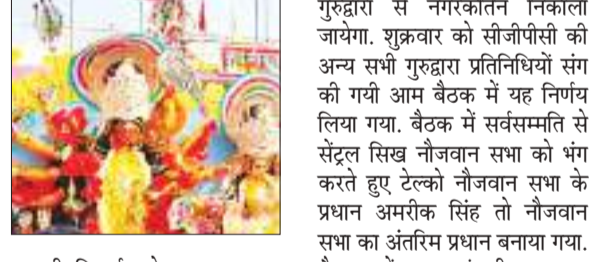 गुरुद्वारा से नगरकीर्तन निकाला
जायेगा. शुक्रवार को सीजीपीसी की
अन्य सभी गुरुद्वारा प्रतिनिधियों संग
की गयी आम बैठक में यह निर्णय
लिया गया. बैठक में सर्वसम्मति से
सेंट्रल सिख नौजवान सभा को भंग
करते हुए टेल्को नौजवान सभा के
प्रधान अमरीक सिंह तो नौजवान
सभा का अंतरिम प्रधान बनाया गया.